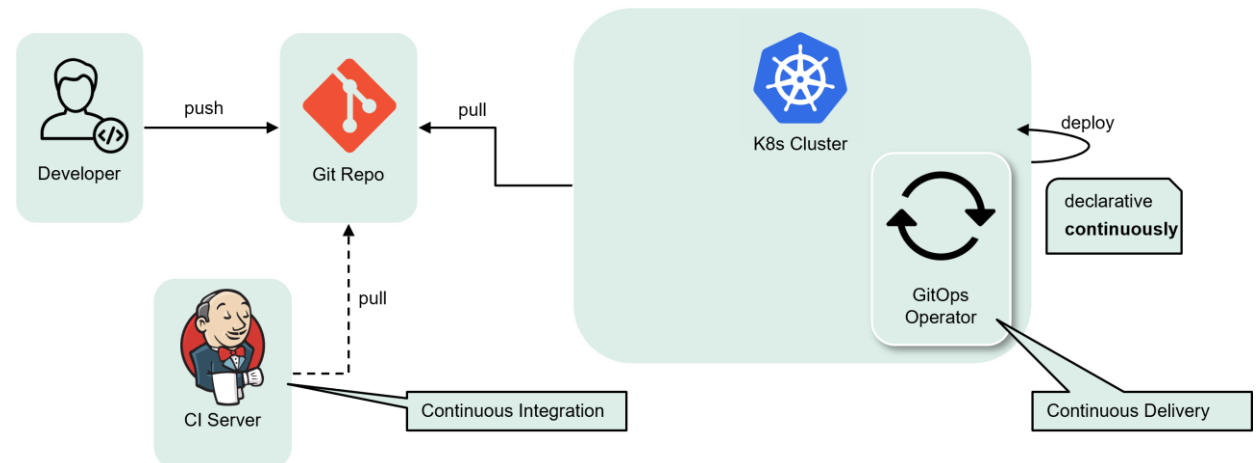 push
Developer
Git Repo
pull
K8s Cluster
deploy
declarative
continuously
GitOps
Operator
pull
CI Server
Continuous Integration
Continuous Delivery